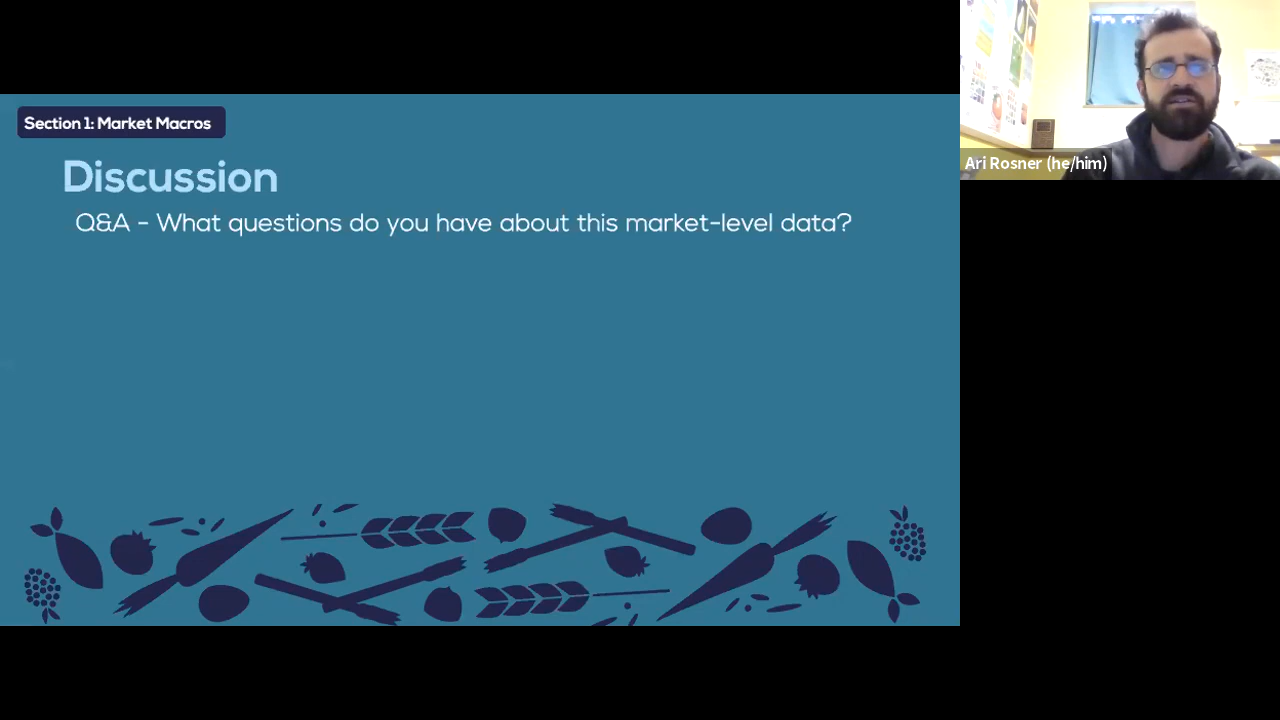 Section 1: Market Macros
Discussion
Q&A - What questions do you have about this market-level data?
Ari Rosner (he/him)